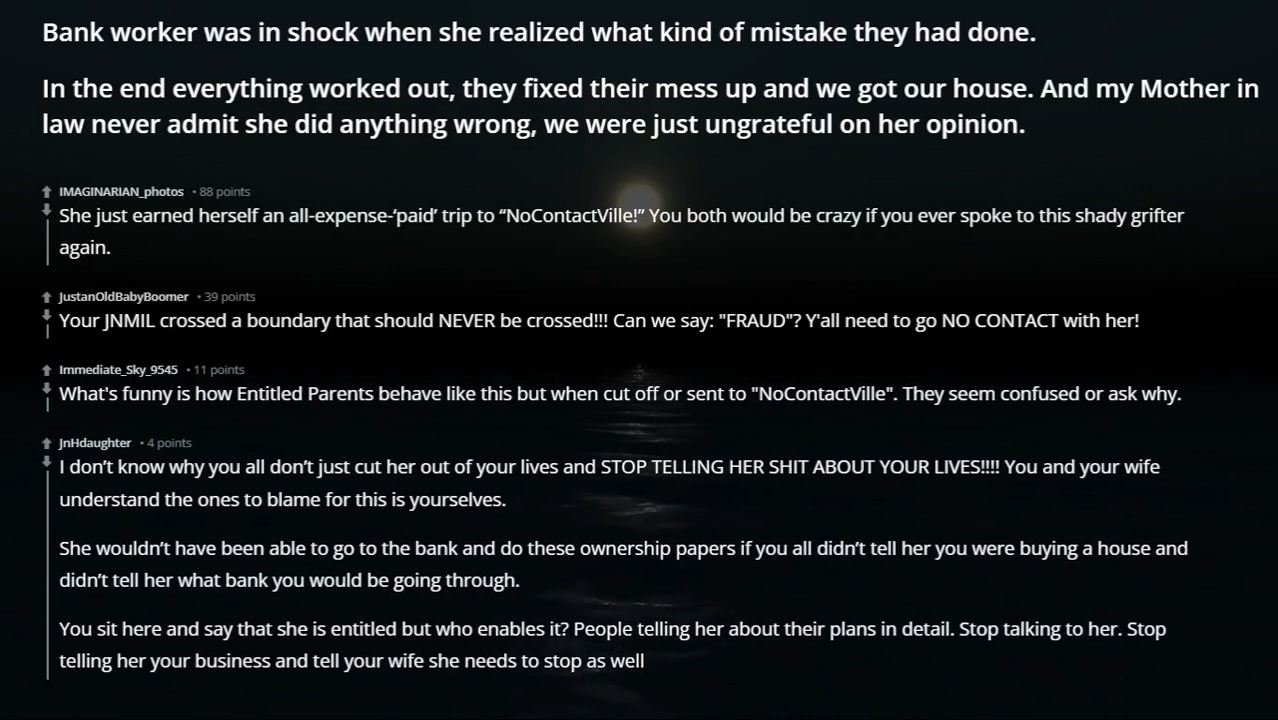 Bank worker was in shock when she realized what kind of mistake they had done.
In the end everything worked out, they fixed their mess up and we got our house. And my Mother in
law never admit she did anything wrong, we were just ungrateful on her opinion.
IMAGINARIAN_photos • 88 points
She just earned herself an all-expense-‘paid’ trip to “NoContactVille!” You both would be crazy if you ever spoke to this shady grifter
again.
JustanOldBabyBoomer • 39 points
Your JNMIL crossed a boundary that should NEVER be crossed!!! Can we say: "FRAUD"? Y'all need to go NO CONTACT with her!
Immediate_Sky_9545 • 11 points
What's funny is how Entitled Parents behave like this but when cut off or sent to "NoContactVille". They seem confused or ask why.
JnHdaughter • 4 points
I don’t know why you all don’t just cut her out of your lives and STOP TELLING HER SHIT ABOUT YOUR LIVES!!!! You and your wife
understand the ones to blame for this is yourselves.
She wouldn’t have been able to go to the bank and do these ownership papers if you all didn’t tell her you were buying a house and
didn’t tell her what bank you would be going through.
You sit here and say that she is entitled but who enables it? People telling her about their plans in detail. Stop talking to her. Stop
telling her your business and tell your wife she needs to stop as well